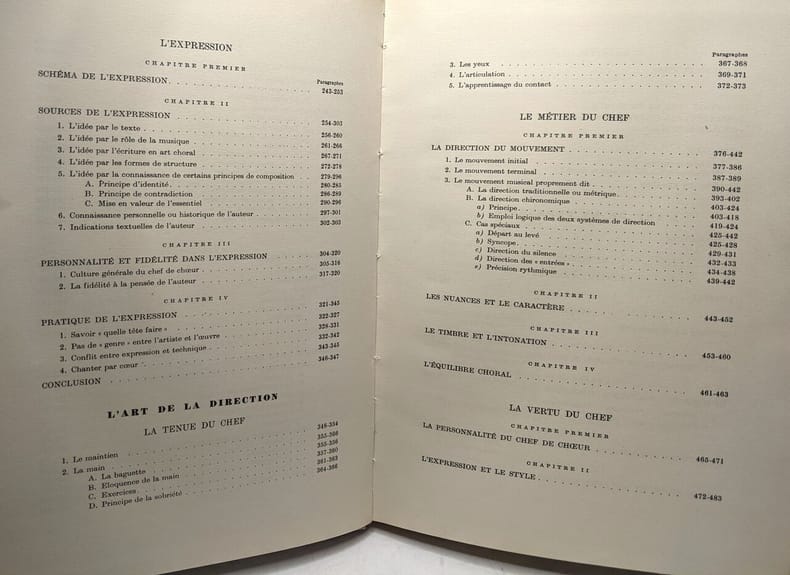 L'EXPRESSION
CHAPITRE PREMIER
Paragraphes
SCHÉMA DE L'EXPRESSION. 243-253
CHAPITRE II
SOURCES DE L'EXPRESSION 254-303
1. L'idée par le texte 256-260
2. L'idée par le rôle de la musique 261-266
3. L'idée par l'écriture en art choral 267-271
4. L'idée par les formes de structure 272-278
5. L'idée par la connaissance de certains principes de composition 279-296
A. Principe d'identité. 280-285
B. Principe de contradiction 286-289
C. Mise en valeur de l'essentiel 290-296
6. Connaissance personnelle ou historique de l'auteur 297-301
7. Indications textuelles de l'auteur 302-303
CHAPITRE III
PERSONNALITÉ ET FIDÉLITÉ DANS L'EXPRESSION 304-320
1. Culture générale du chef de chœur 305-316
2. La fidélité à la pensée de l'auteur 317-320
CHAPITRE IV
PRATIQUE DE L'EXPRESSION 321-345
1. Savoir « quelle tête faire » 322-327
2. Pas de « genre » entre l'artiste et l'œuvre 328-331
3. Conflit entre expression et technique 332-342
4. Chanter par cœur 343-345
CONCLUSION 346-347
L'ART DE LA DIRECTION
LA TENUE DU CHEF
1. Le maintien 348-354
2. La main 355-366
A. La baguette 355-356
B. Eloquence de la main 357-360
C. Exercices. 361-363
D. Principe de la sobriété 364-366
Paragraphes
3. Les yeux 367-368
4. L'articulation 369-371
5. L'apprentissage du contact 372-373
LE MÉTIER DU CHEF
CHAPITRE PREMIER
LA DIRECTION DU MOUVEMENT 376-442
1. Le mouvement initial 377-386
2. Le mouvement terminal 387-389
3. Le mouvement musical proprement dit 390-442
A. La direction traditionnelle ou métrique. 393-402
B. La direction chironomique 403-424
a) Principe. 403-418
b) Emploi logique des deux systèmes de direction 419-424
C. Cas spéciaux 425-442
a) Départ au levé 425-428
b) Syncope. 429-431
c) Direction du silence 432-433
d) Direction des « entrées » 434-438
e) Précision rythmique 439-442
CHAPITRE II
LES NUANCES ET LE CARACTÈRE 443-452
CHAPITRE III
LE TIMBRE ET L'INTONATION 453-460
CHAPITRE IV
L'ÉQUILIBRE CHORAL 461-463
LA VERTU DU CHEF
CHAPITRE PREMIER
LA PERSONNALITÉ DU CHEF DE CHŒUR 465-471
CHAPITRE II
L'EXPRESSION ET LE STYLE. 472-483